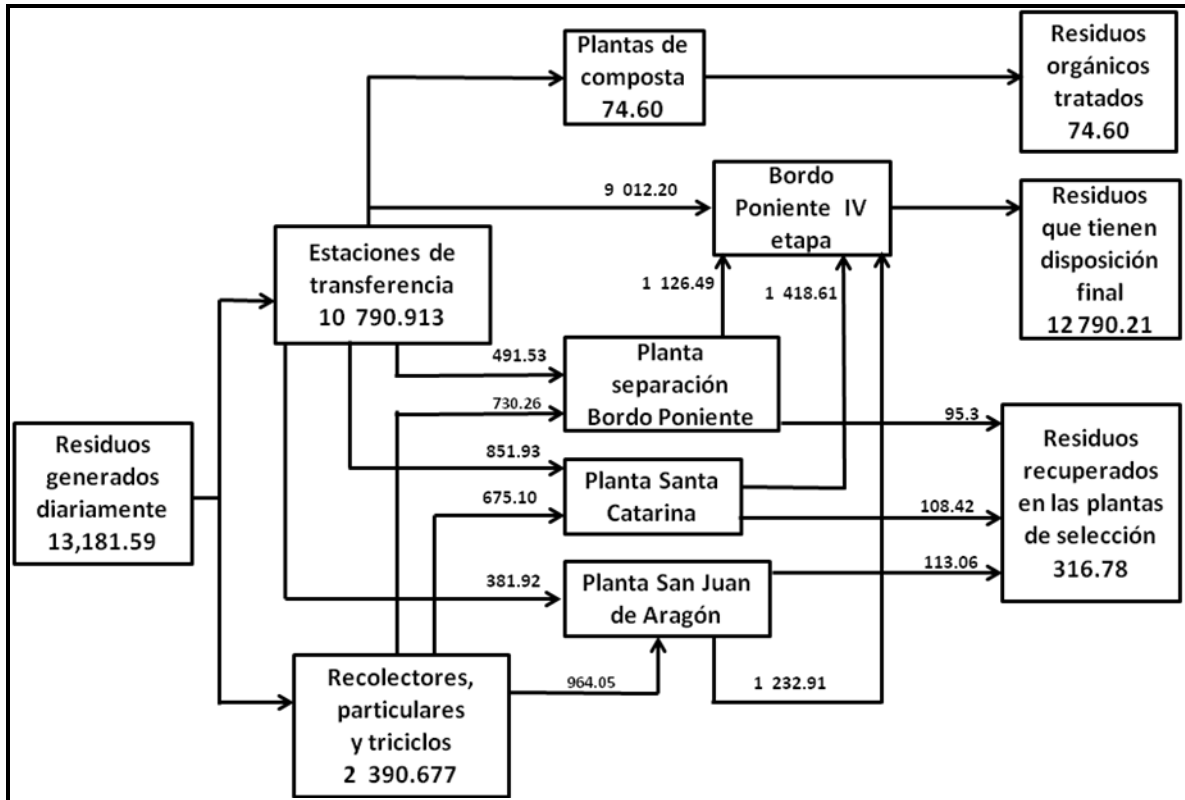 Plantas de
composta
74.60
Residuos
orgánicos
tratados
74.60
9 012.20
Bordo
Poniente IV
etapa
Residuos
que tienen
disposición
final
12 790.21
Estaciones de
transferencia
10 790.913
1 126.49
1 418.61
491.53
730.26
Planta
separación
Bordo Poniente
95.3
Residuos
generados
diariamente
13,181.59
851.93
675.10
Planta Santa
Catarina
108.42
Residuos
recuperados
en las plantas
de selección
316.78
381.92
Planta San Juan
de Aragón
113.06
Recolectores,
particulares
y triciclos
2 390.677
964.05
1 232.91